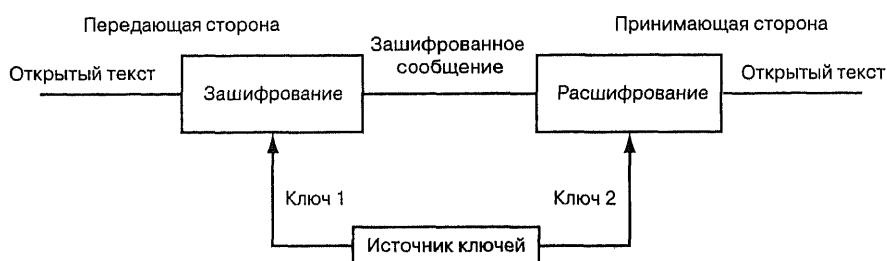 Передающая сторона
Принимающая сторона
Открытый текст
Зашифрование
Зашифрованное
сообщение
Расшифрование
Открытый текст
Ключ 1
Ключ 2
Источник ключей